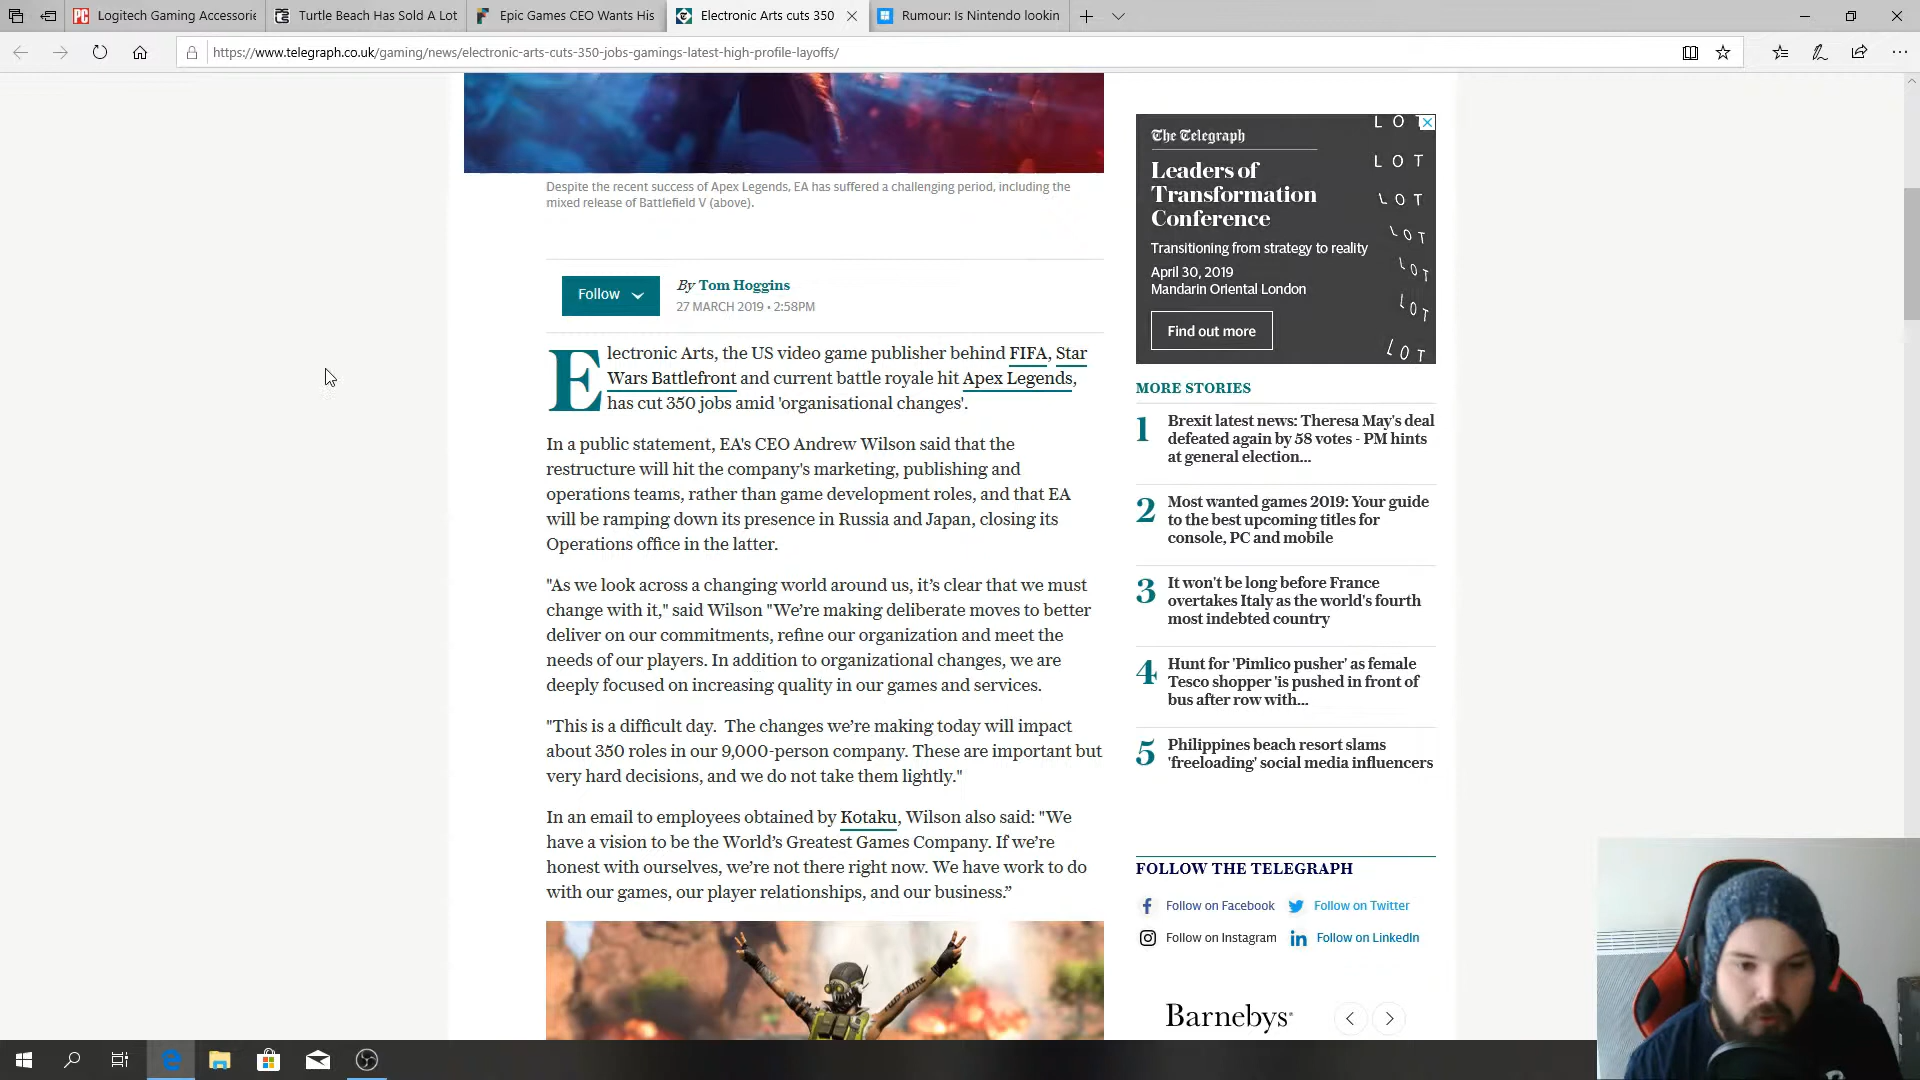 Logitech Gaming Accessorie
Turtle Beach Has Sold A Lot
Epic Games CEO Wants His
Electronic Arts cuts 350
Rumour: Is Nintendo lookin
https://www.telegraph.co.uk/gaming/news/electronic-arts-cuts-350-jobs-gamings-latest-high-profile-layoffs/
Despite the recent success of Apex Legends, EA has suffered a challenging period, including the
mixed release of Battlefield V (above).
Follow
By Tom Hoggins
27 MARCH 2019 • 2:58PM
Electronic Arts, the US video game publisher behind FIFA, Star
Wars Battlefront and current battle royale hit Apex Legends,
has cut 350 jobs amid 'organisational changes'.
In a public statement, EA's CEO Andrew Wilson said that the
restructure will hit the company's marketing, publishing and
operations teams, rather than game development roles, and that EA
will be ramping down its presence in Russia and Japan, closing its
Operations office in the latter.
"As we look across a changing world around us, it’s clear that we must
change with it," said Wilson "We’re making deliberate moves to better
deliver on our commitments, refine our organization and meet the
needs of our players. In addition to organizational changes, we are
deeply focused on increasing quality in our games and services.
"This is a difficult day.  The changes we’re making today will impact
about 350 roles in our 9,000-person company. These are important but
very hard decisions, and we do not take them lightly."
In an email to employees obtained by Kotaku, Wilson also said: "We
have a vision to be the World’s Greatest Games Company. If we’re
honest with ourselves, we’re not there right now. We have work to do
with our games, our player relationships, and our business.”
The Telegraph
Leaders of
Transformation
Conference
Transitioning from strategy to reality
April 30, 2019
Mandarin Oriental London
Find out more
L O T
L O T
L O T
L O T
L O T
L O T
L O T
MORE STORIES
1 Brexit latest news: Theresa May's deal
defeated again by 58 votes - PM hints
at general election...
2 Most wanted games 2019: Your guide
to the best upcoming titles for
console, PC and mobile
3 It won't be long before France
overtakes Italy as the world's fourth
most indebted country
4 Hunt for 'Pimlico pusher' as female
Tesco shopper 'is pushed in front of
bus after row with...
5 Philippines beach resort slams
'freeloading' social media influencers
FOLLOW THE TELEGRAPH
Follow on Facebook
Follow on Twitter
Follow on Instagram
Follow on LinkedIn
Barnebys